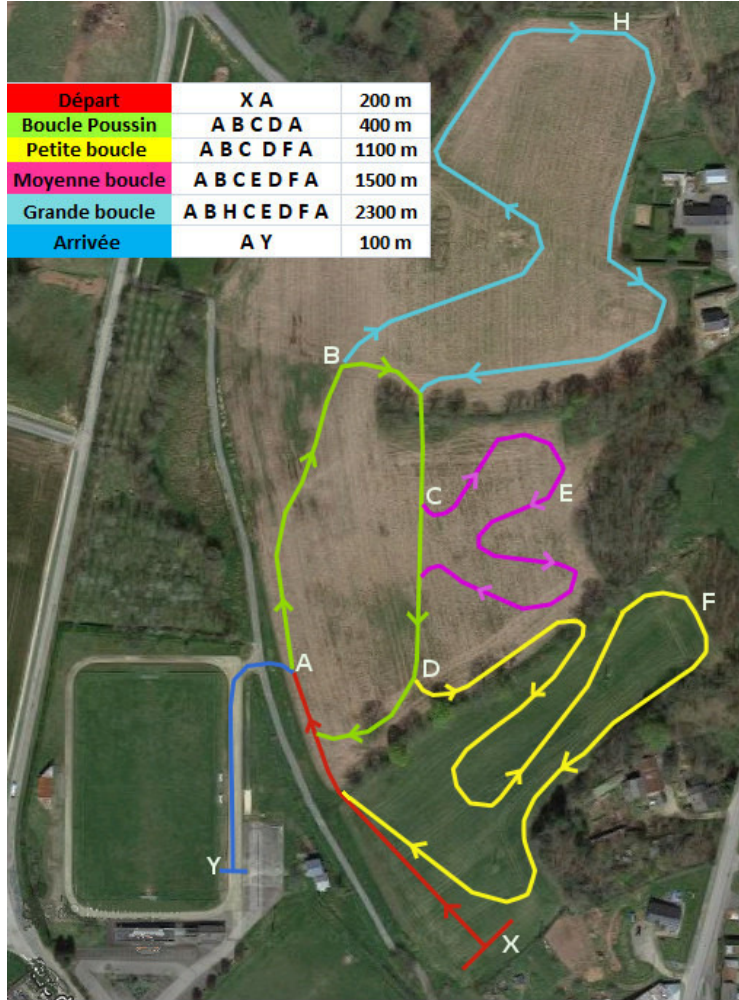 H
Départ X A 200 m
Boucle Poussin A B C D A 400 m
Petite boucle A B C D F A 1100 m
Moyenne boucle A B C E D F A 1500 m
Grande boucle A B H C E D F A 2300 m
Arrivée A Y 100 m
B
C
E
F
A
D
Y
X